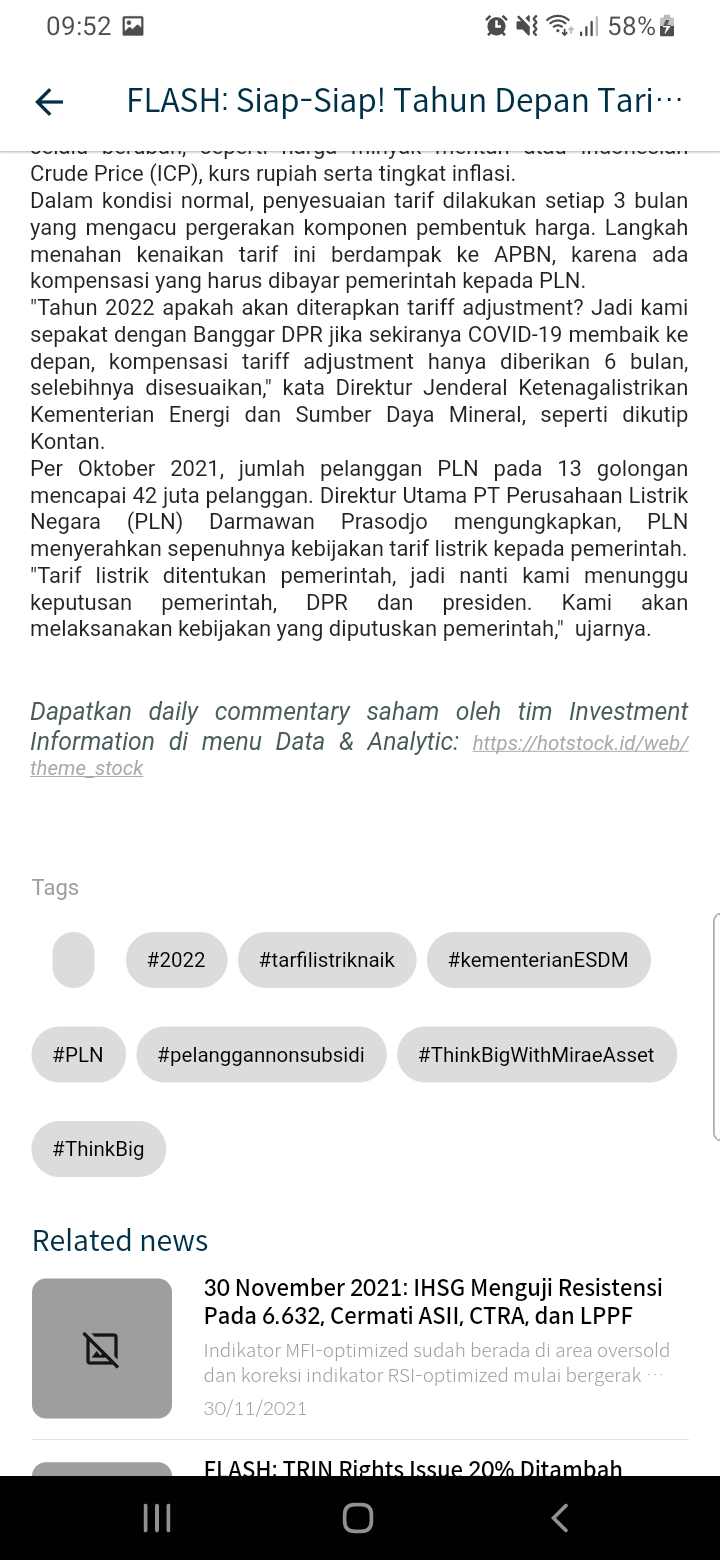 09:52
58%
FLASH: Siap-Siap! Tahun Depan Tari···
selalu berubah, seperti harga minyak mentah atau Indonesian
Crude Price (ICP), kurs rupiah serta tingkat inflasi.
Dalam kondisi normal, penyesuaian tarif dilakukan setiap 3 bulan
yang mengacu pergerakan komponen pembentuk harga. Langkah
menahan kenaikan tarif ini berdampak ke APBN, karena ada
kompensasi yang harus dibayar pemerintah kepada PLN.
"Tahun 2022 apakah akan diterapkan tariff adjustment? Jadi kami
sepakat dengan Banggar DPR jika sekiranya COVID-19 membaik ke
depan, kompensasi tariff adjustment hanya diberikan 6 bulan,
selebihnya disesuaikan," kata Direktur Jenderal Ketenagalistrikan
Kementerian Energi dan Sumber Daya Mineral, seperti dikutip
Kontan.
Per Oktober 2021, jumlah pelanggan PLN pada 13 golongan
mencapai 42 juta pelanggan. Direktur Utama PT Perusahaan Listrik
Negara (PLN) Darmawan Prasodjo mengungkapkan, PLN
menyerahkan sepenuhnya kebijakan tarif listrik kepada pemerintah.
"Tarif listrik ditentukan pemerintah, jadi nanti kami menunggu
keputusan pemerintah, DPR dan presiden. Kami akan
melaksanakan kebijakan yang diputuskan pemerintah," ujarnya.
Dapatkan daily commentary saham oleh tim Investment
Information di menu Data & Analytic: https://hotstock.id/web/
theme_stock
Tags
#2022 #tarfilistriknaik #kementerianESDM
#PLN #pelanggannonsubsidi #ThinkBigWithMiraeAsset
#ThinkBig
Related news
30 November 2021: IHSG Menguji Resistensi
Pada 6.632, Cermati ASII, CTRA, dan LPPF
Indikator MFI-optimized sudah berada di area oversold
dan koreksi indikator RSI-optimized mulai bergerak ···
30/11/2021
FLASH: TRIN Rights Issue 20% Ditambah